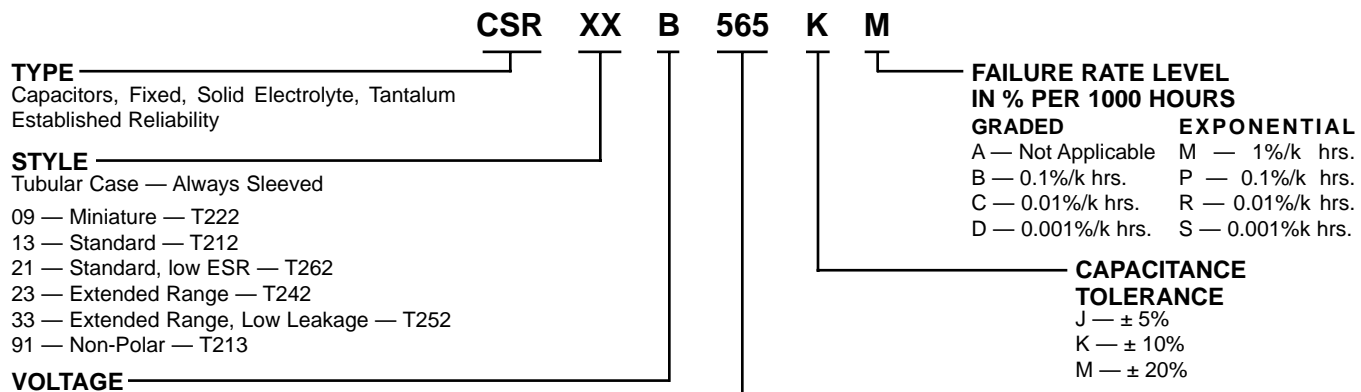 CSR XX B 565 K M
TYPE
Capacitors, Fixed, Solid Electrolyte, Tantalum
Established Reliability
STYLE
Tubular Case — Always Sleeved
09 — Miniature — T222
13 — Standard — T212
21 — Standard, low ESR — T262
23 — Extended Range — T242
33 — Extended Range, Low Leakage — T252
91 — Non-Polar — T213
VOLTAGE
FAILURE RATE LEVEL
IN % PER 1000 HOURS
GRADED EXPONENTIAL
A — Not Applicable M — 1%/k hrs.
B — 0.1%/k hrs. P — 0.1%/k hrs.
C — 0.01%/k hrs. R — 0.01%/k hrs.
D — 0.001%/k hrs. S — 0.001%k hrs.
CAPACITANCE
TOLERANCE
J — ± 5%
K — ± 10%
M — ± 20%